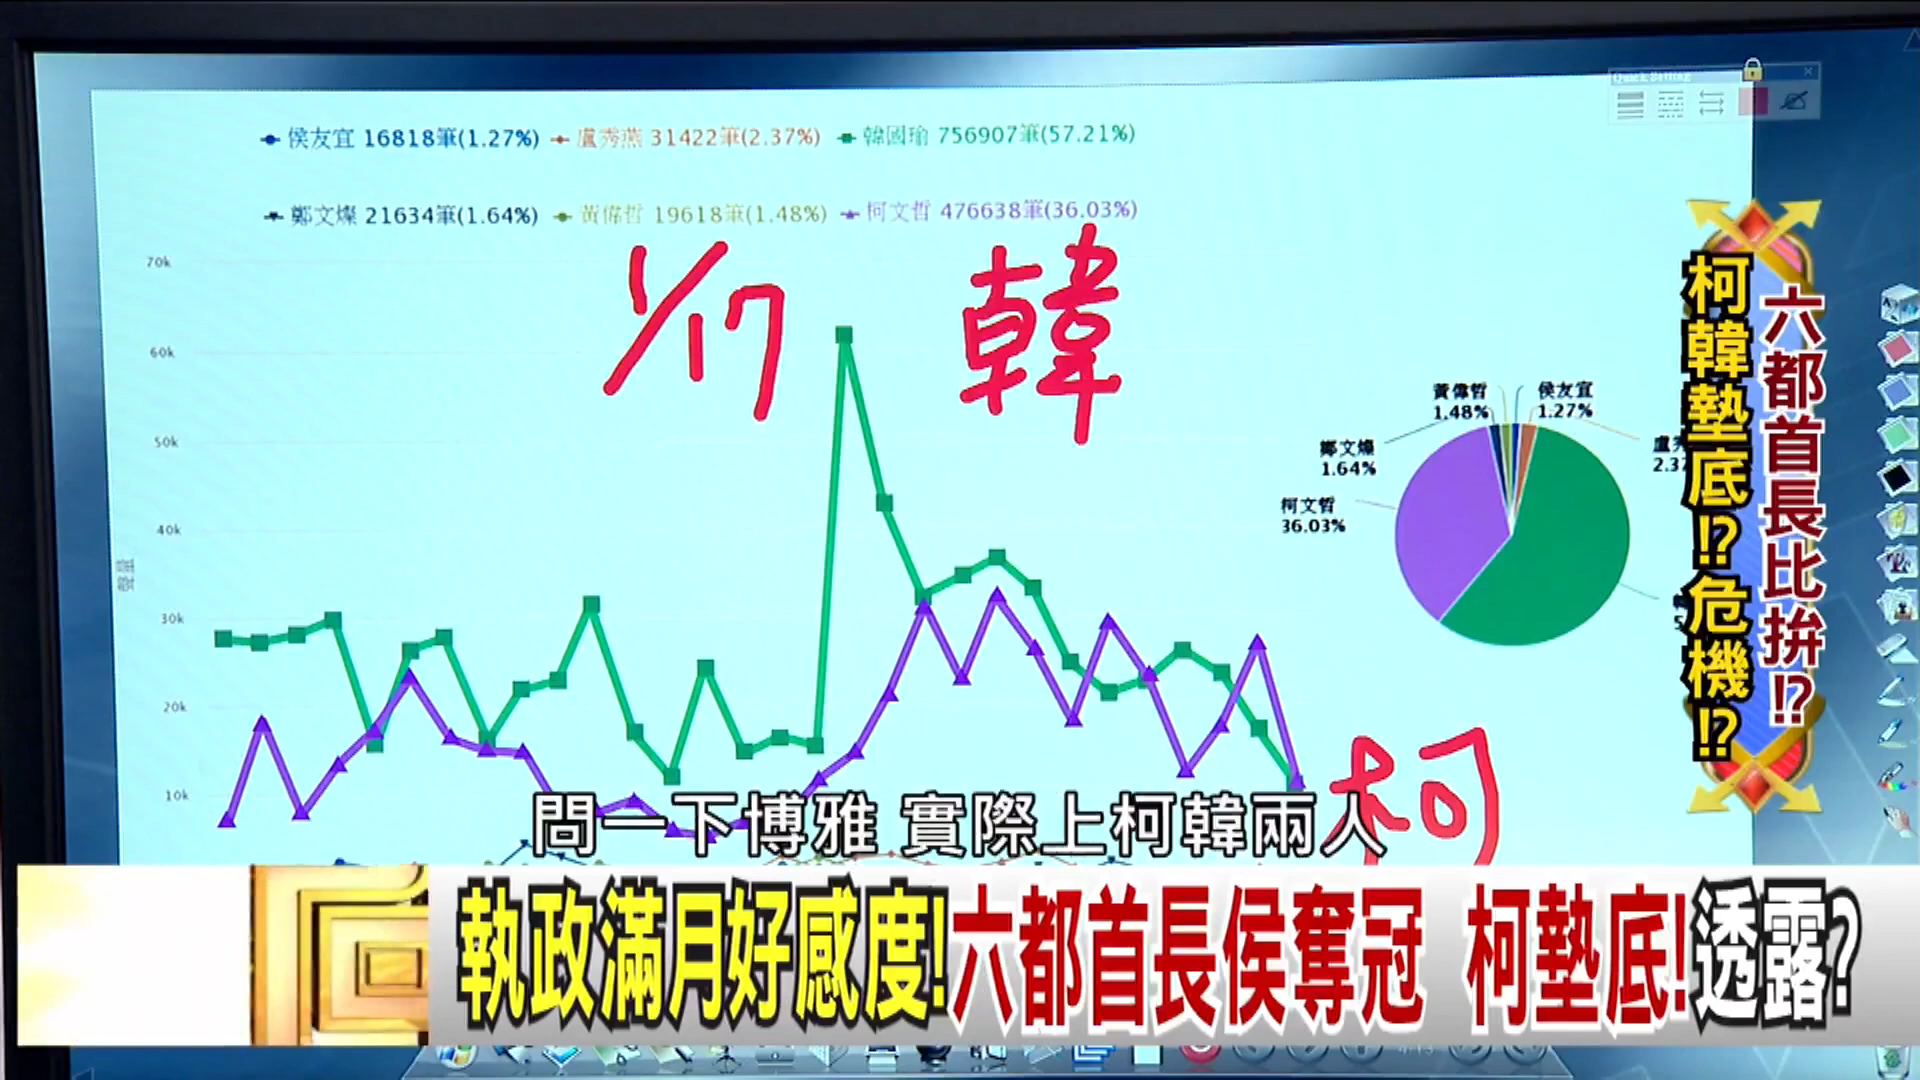 Quick Setting
侯友宜 16818筆(1.27%) 盧秀燕 31422筆(2.37%) 韓國瑜 756907筆(57.21%)
鄭文燦 21634筆(1.64%) 黃偉哲 19618筆(1.48%) 柯文哲 476638筆(36.03%)
1/17 韓
70k
60k
50k
40k
30k
20k
10k
聲量
黃偉哲
1.48%
侯友宜
1.27%
鄭文燦
1.64%
柯文哲
36.03%
柯
六都首長比拚!?
柯韓墊底!?危機!?
問一下博雅 實際上柯韓兩人
執政滿月好感度!六都首長侯奪冠 柯墊底!透露?